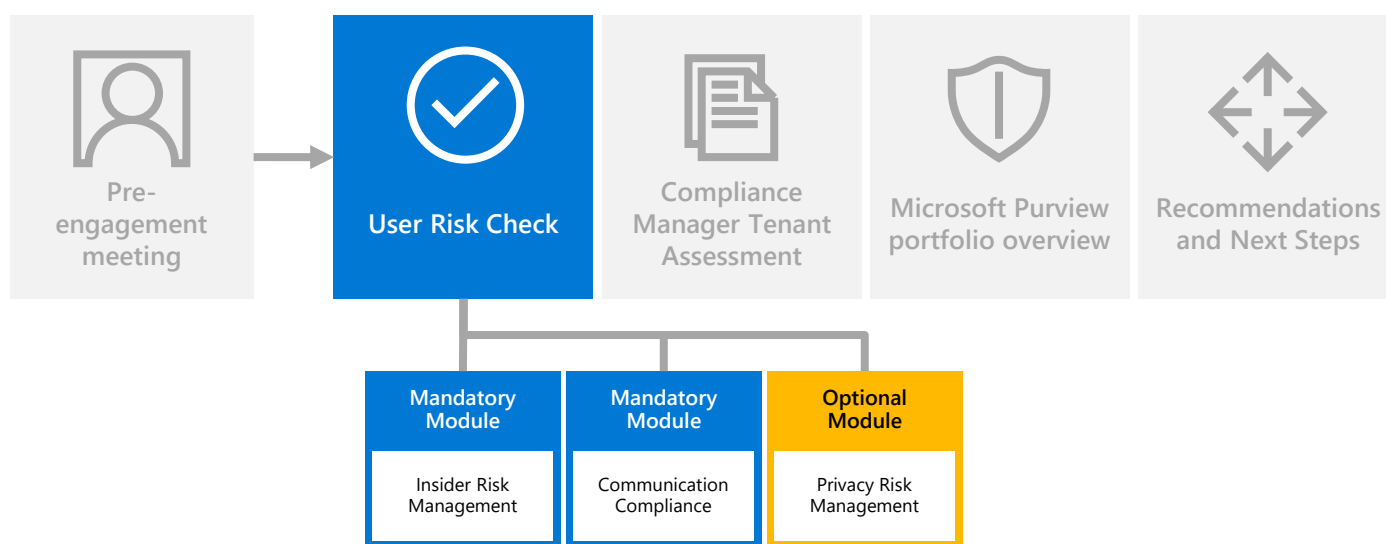 Pre-
engagement
meeting
User Risk Check
Compliance
Manager Tenant
Assessment
Microsoft Purview
portfolio overview
Recommendations
and Next Steps
Mandatory
Module
Insider Risk
Management
Mandatory
Module
Communication
Compliance
Optional
Module
Privacy Risk
Management